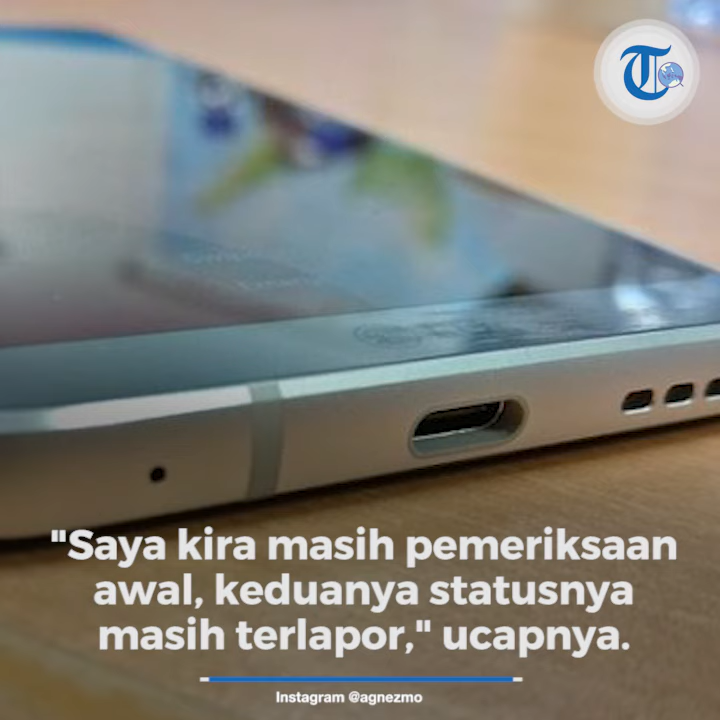 T
"Saya kira masih pemeriksaan
awal, keduanya statusnya
masih terlapor," ucapnya.
Instagram @agnezmo